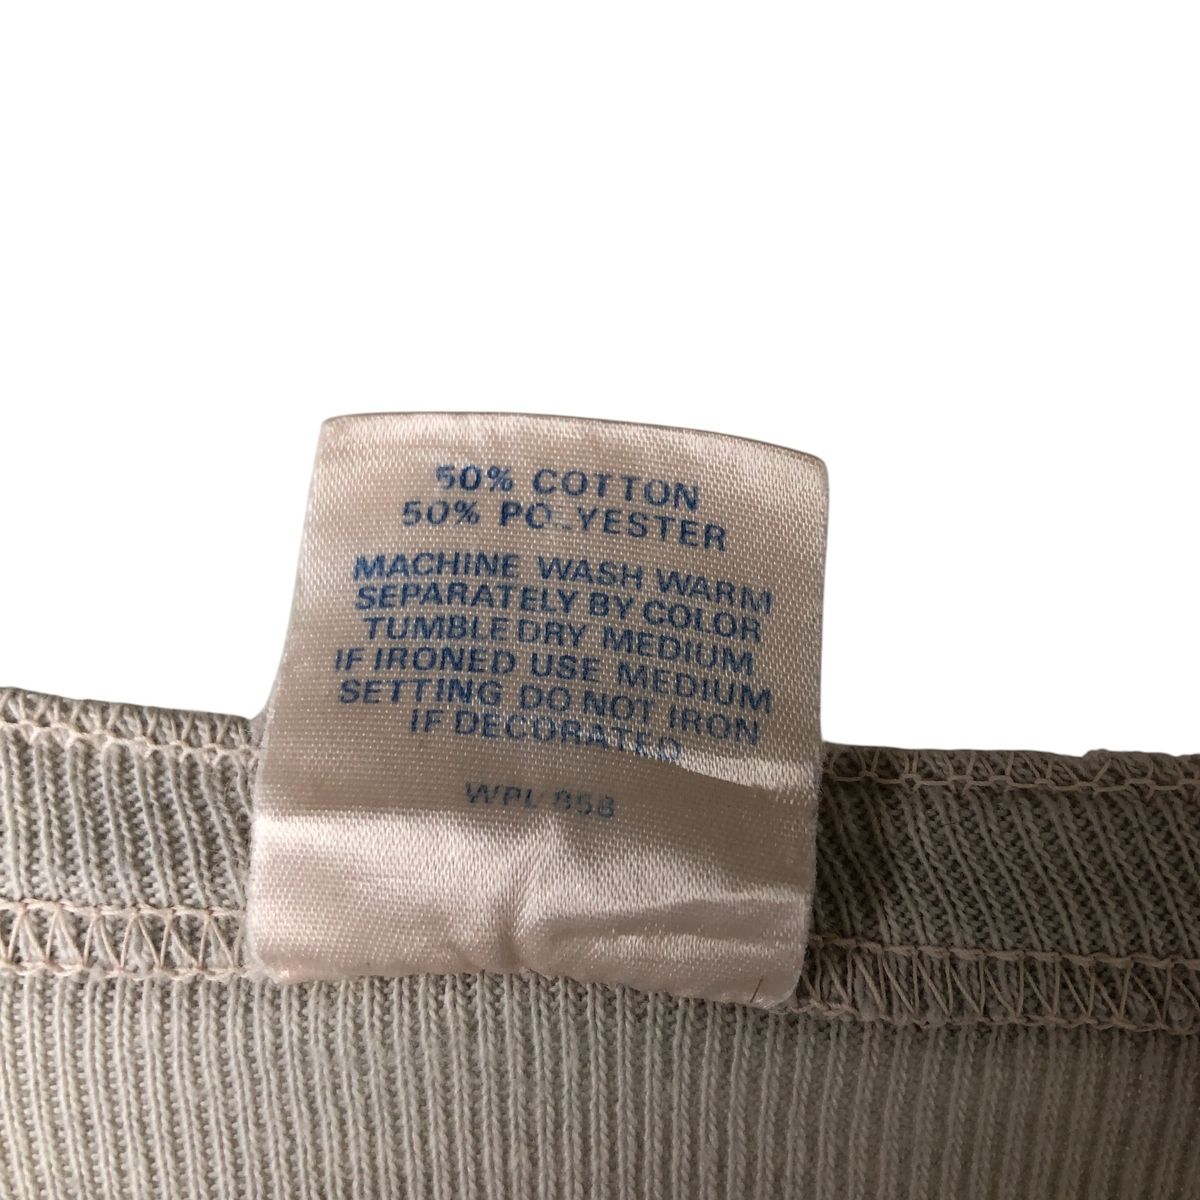 50% COTTON
50% POLYESTER
MACHINE WASH WARM
SEPARATELY BY COLOR
TUMBLE DRY MEDIUM
IF IRONED USE MEDIUM
SETTING DO NOT IRON
IF DECORATED
WPL 858